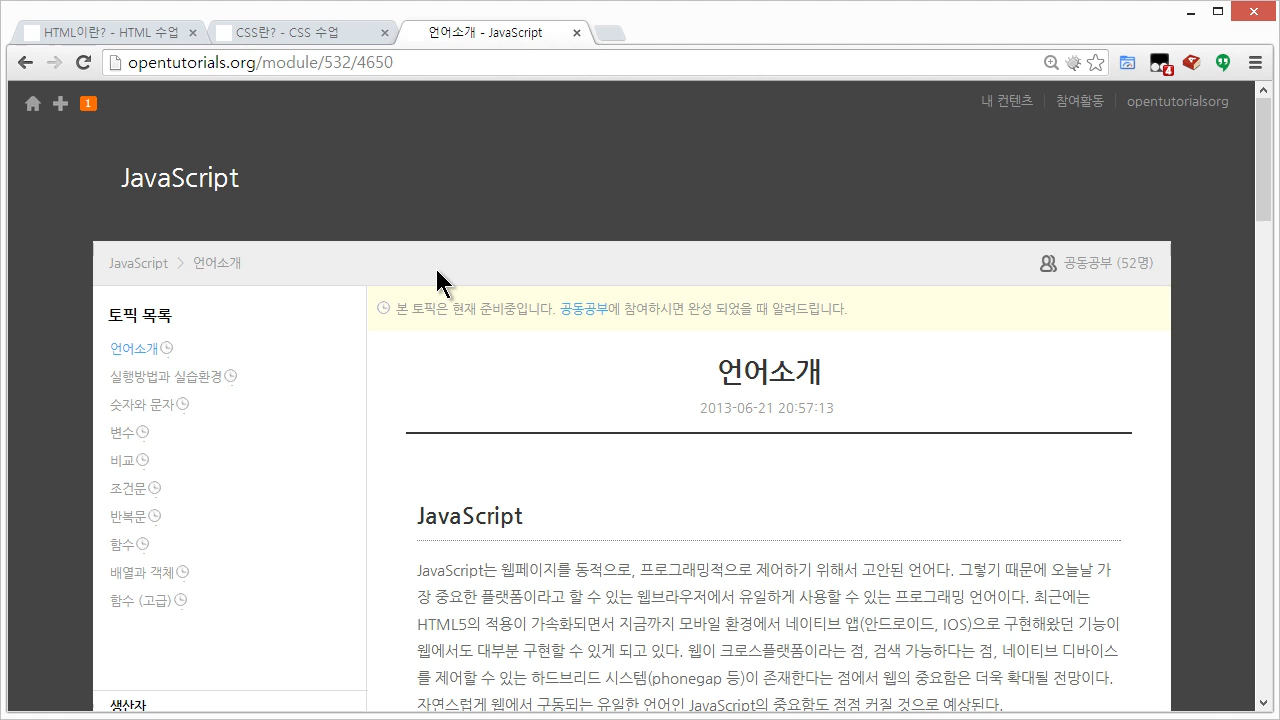 HTML이란? - HTML 수업
CSS란? - CSS 수업
언어소개 - JavaScript
opentutorials.org/module/532/4650
4
1
내 컨텐츠
참여활동
opentutorialsorg
JavaScript
JavaScript > 언어소개
공동공부 (52명)
토픽 목록
언어소개
실행방법과 실습환경
숫자와 문자
변수
비교
조건문
반복문
함수
배열과 객체
함수 (고급)
생산자
본 토픽은 현재 준비중입니다. 공동공부에 참여하시면 완성 되었을 때 알려드립니다.
언어소개
2013-06-21 20:57:13
JavaScript
JavaScript는 웹페이지를 동적으로, 프로그래밍적으로 제어하기 위해서 고안된 언어다. 그렇기 때문에 오늘날 가
장 중요한 플랫폼이라고 할 수 있는 웹브라우저에서 유일하게 사용할 수 있는 프로그래밍 언어이다. 최근에는
HTML5의 적용이 가속화되면서 지금까지 모바일 환경에서 네이티브 앱(안드로이드, IOS)으로 구현해왔던 기능이
웹에서도 대부분 구현할 수 있게 되고 있다. 웹이 크로스플랫폼이라는 점, 검색 가능하다는 점, 네이티브 디바이스
를 제어할 수 있는 하드브리드 시스템(phonegap 등)이 존재한다는 점에서 웹의 중요함은 더욱 확대될 전망이다.
자연스럽게 웹에서 구동되는 유일한 언어인 JavaScript의 중요함도 점점 커질 것으로 예상된다.